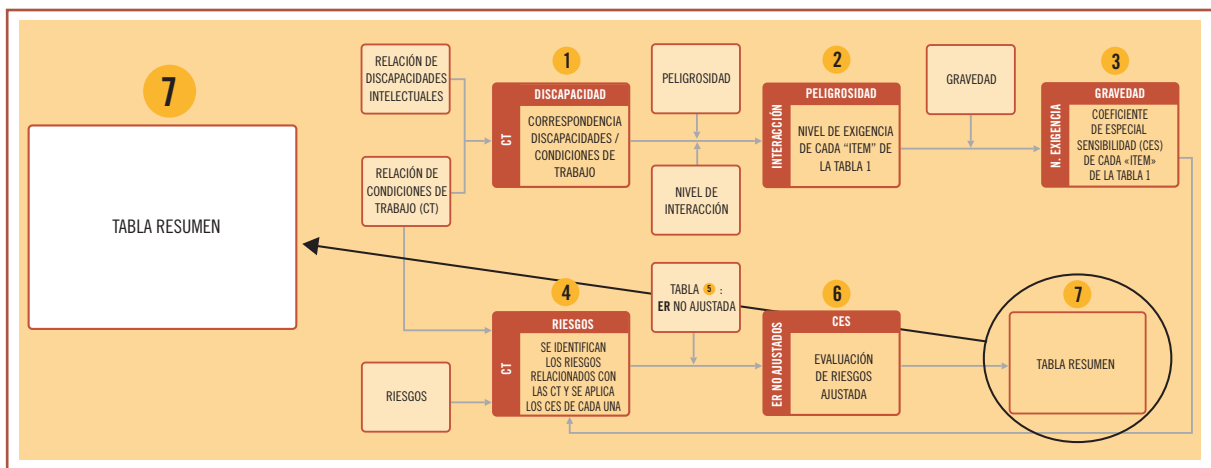 7
TABLA RESUMEN
RELACIÓN DE
DISCAPACIDADES
INTELECTUALES
RELACIÓN DE
CONDICIONES DE
TRABAJO (CT)
1
DISCAPACIDAD
CT
CORRESPONDENCIA
DISCAPACIDADES /
CONDICIONES DE
TRABAJO
PELIGROSIDAD
NIVEL DE
INTERACCIÓN
2
PELIGROSIDAD
INTERACCIÓN
NIVEL DE EXIGENCIA
DE CADA “ITEM” DE
LA TABLA 1
GRAVEDAD
3
GRAVEDAD
N. EXIGENCIA
COEFICIENTE
DE ESPECIAL
SENSIBILIDAD (CES)
DE CADA «ITEM»
DE LA TABLA 1
RIESGOS
4
RIESGOS
CT
SE IDENTIFICAN
LOS RIESGOS
RELACIONADOS CON
LAS CT Y SE APLICA
LOS CES DE CADA UNA
TABLA 5 :
ER NO AJUSTADA
6
CES
ER NO AJUSTADOS
EVALUACIÓN
DE RIESGOS
AJUSTADA
7
TABLA RESUMEN